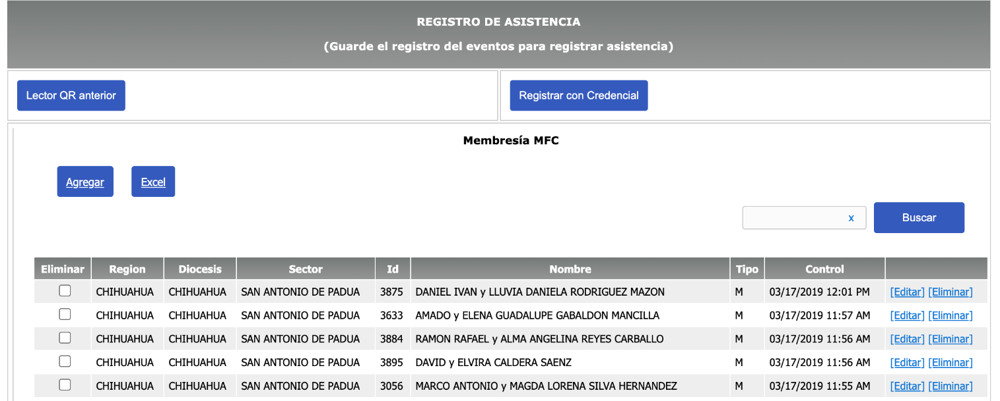 REGISTRO DE ASISTENCIA
(Guarde el registro del eventos para registrar asistencia)
Lector QR anterior
Registrar con Credencial
Membresía MFC
Agregar Excel
x Buscar
Eliminar Region Diocesis Sector Id Nombre Tipo Control
CHIHUAHUA CHIHUAHUA SAN ANTONIO DE PADUA 3875 DANIEL IVAN y LLUVIA DANIELA RODRIGUEZ MAZON M 03/17/2019 12:01 PM [Editar] [Eliminar]
CHIHUAHUA CHIHUAHUA SAN ANTONIO DE PADUA 3633 AMADO y ELENA GUADALUPE GABALDON MANCILLA M 03/17/2019 11:57 AM [Editar] [Eliminar]
CHIHUAHUA CHIHUAHUA SAN ANTONIO DE PADUA 3884 RAMON RAFAEL y ALMA ANGELINA REYES CARBALLO M 03/17/2019 11:56 AM [Editar] [Eliminar]
CHIHUAHUA CHIHUAHUA SAN ANTONIO DE PADUA 3895 DAVID y ELVIRA CALDERA SAENZ M 03/17/2019 11:56 AM [Editar] [Eliminar]
CHIHUAHUA CHIHUAHUA SAN ANTONIO DE PADUA 3056 MARCO ANTONIO y MAGDA LORENA SILVA HERNANDEZ M 03/17/2019 11:55 AM [Editar] [Eliminar]